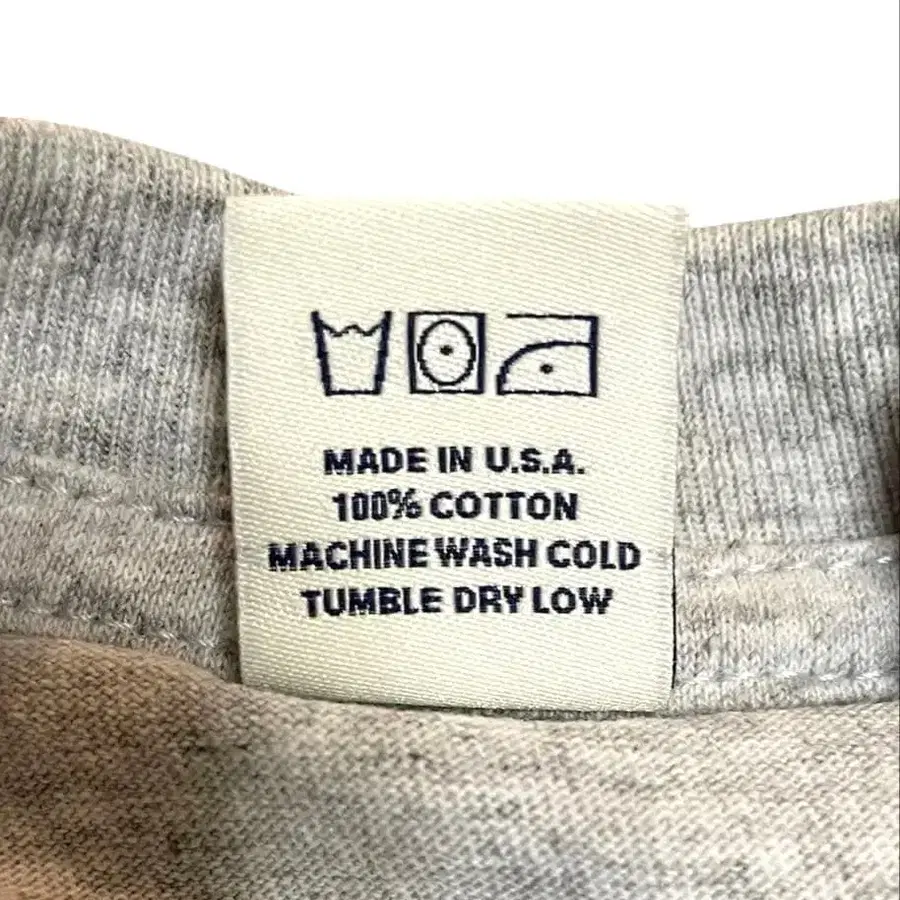 MADE IN U.S.A.
100% COTTON
MACHINE WASH COLD
TUMBLE DRY LOW